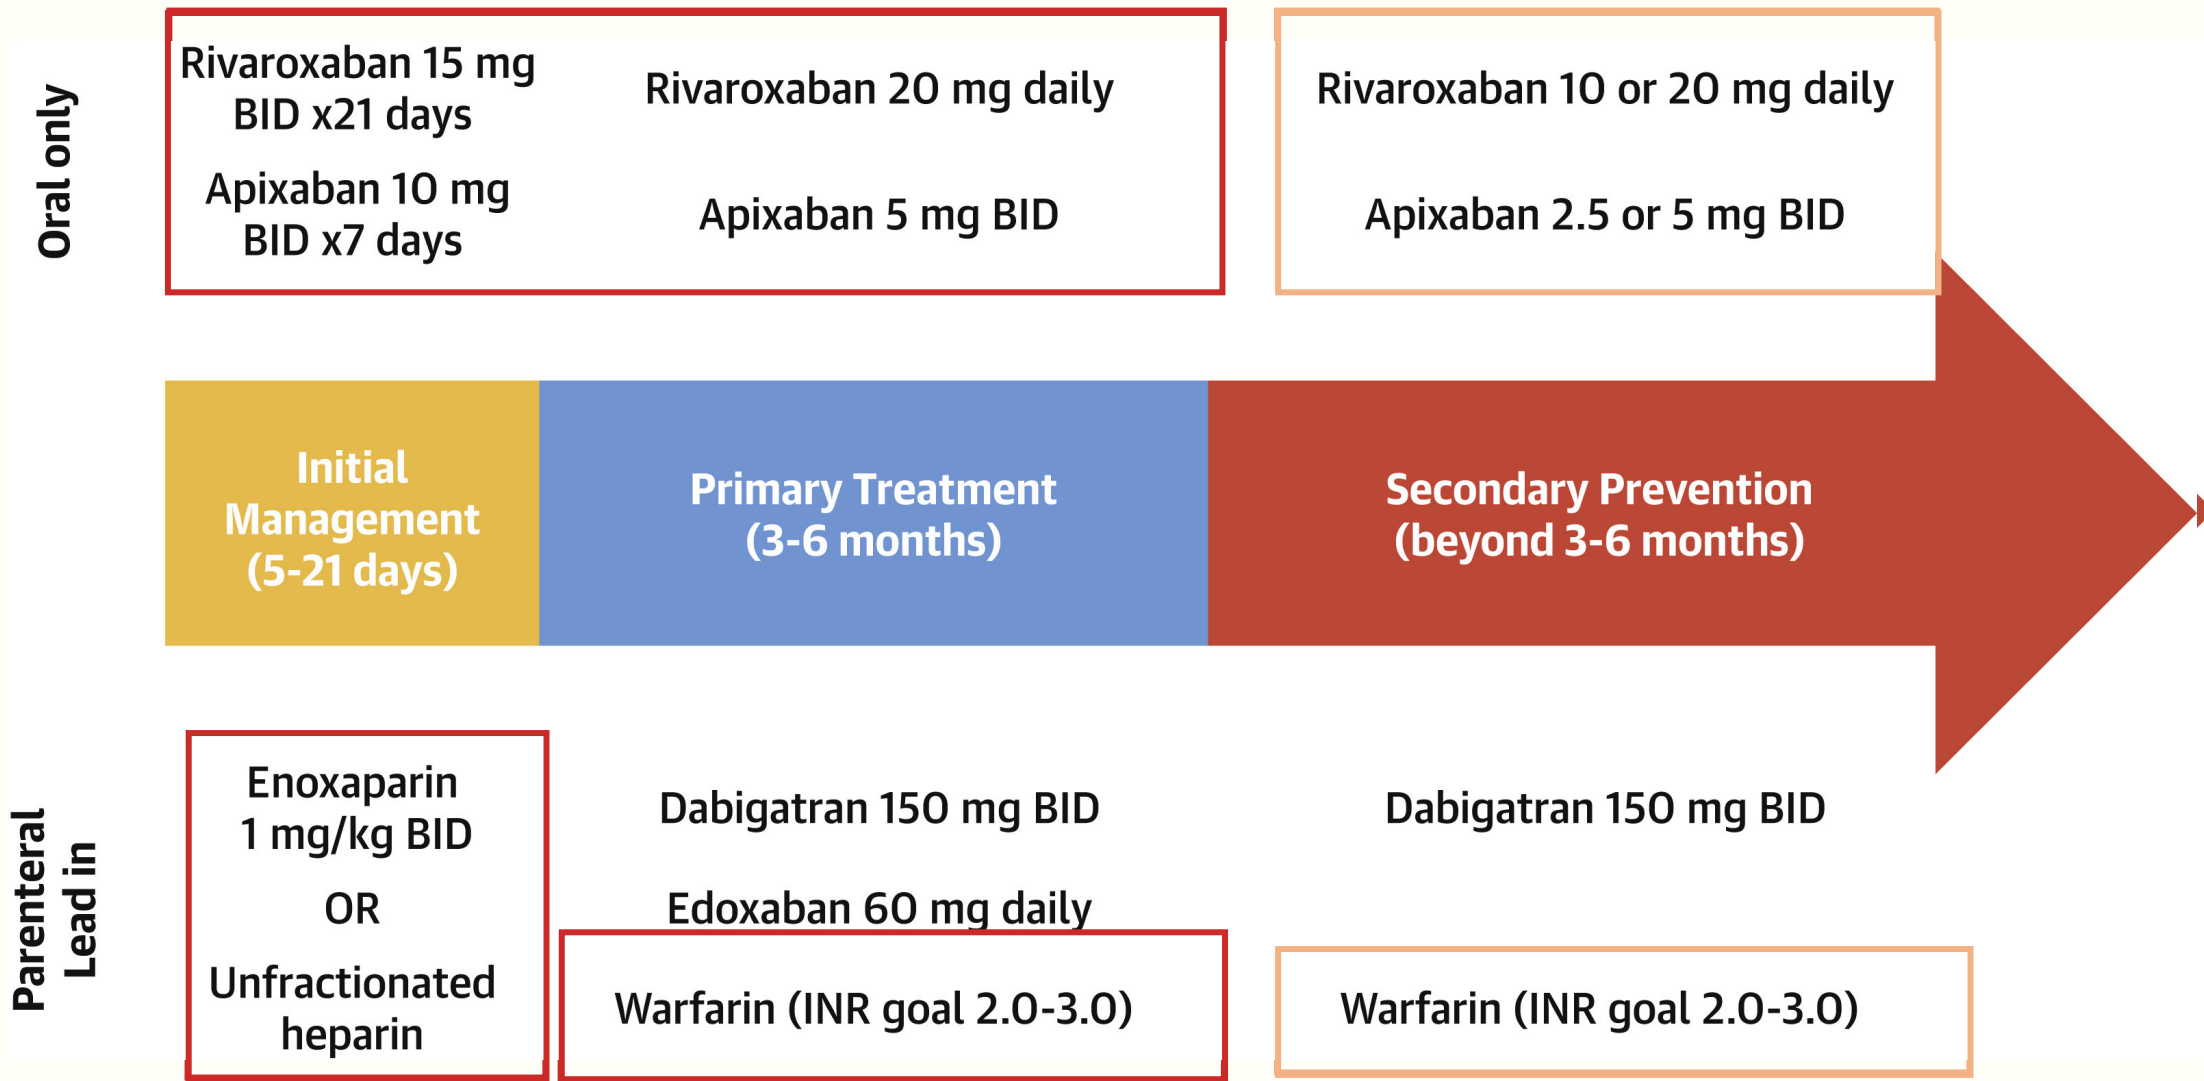 Oral only
Rivaroxaban 15 mg
BID x21 days
Rivaroxaban 20 mg daily
Rivaroxaban 10 or 20 mg daily
Apixaban 10 mg
BID x7 days
Apixaban 5 mg BID
Apixaban 2.5 or 5 mg BID
Initial
Management
(5-21 days)
Primary Treatment
(3-6 months)
Secondary Prevention
(beyond 3-6 months)
Parenteral
Lead in
Enoxaparin
1 mg/kg BID
OR
Unfractionated
heparin
Dabigatran 150 mg BID
Edoxaban 60 mg daily
Warfarin (INR goal 2.0-3.0)
Dabigatran 150 mg BID
Warfarin (INR goal 2.0-3.0)